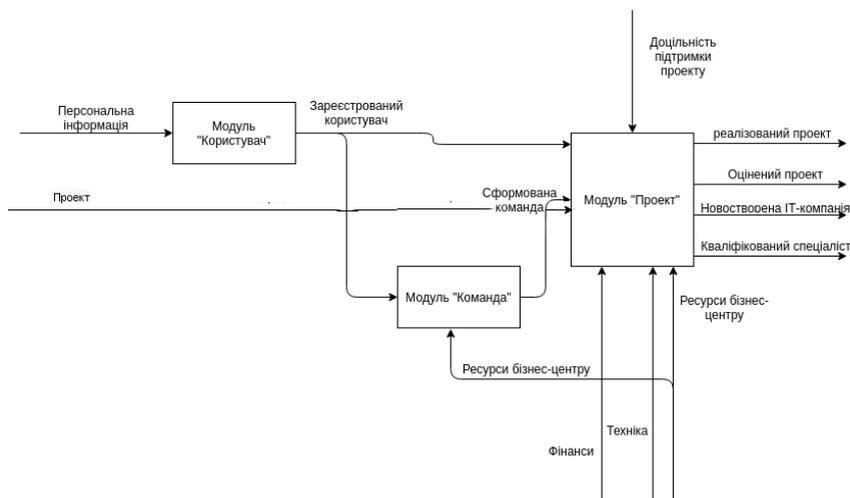 Доцільність
підтримки
проекту
Персональна
інформація
Модуль
"Користувач"
Зареєстрований
користувач
реалізований проект
Оцінений проект
Новостворена ІТ-компанія
Кваліфікований спеціаліст
Проект
Сформована
команда
Модуль "Проект"
Модуль "Команда"
Ресурси бізнес-
центру
Ресурси бізнес-центру
Техніка
Фінанси